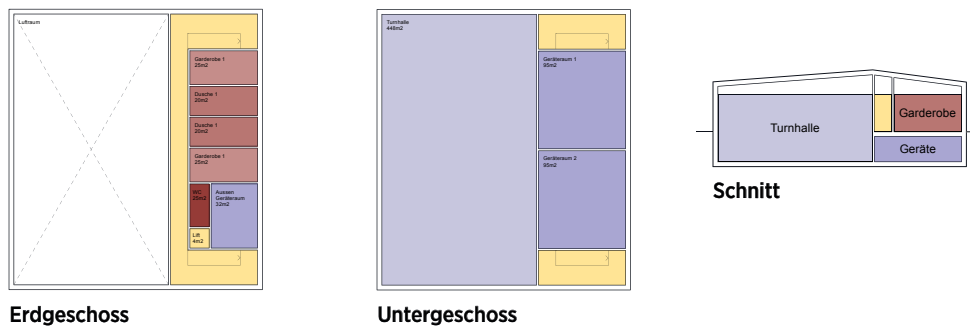 Luftraum
Garderobe 1
25m2
Dusche 1
20m2
Dusche 1
20m2
Garderobe 1
25m2
WC
25m2
Aussen
Geräteraum
32m2
Lift
4m2
Erdgeschoss
Turnhalle
448m2
Geräteraum 1
95m2
Geräteraum 2
95m2
Untergeschoss
Turnhalle
Garderobe
Geräte
Schnitt